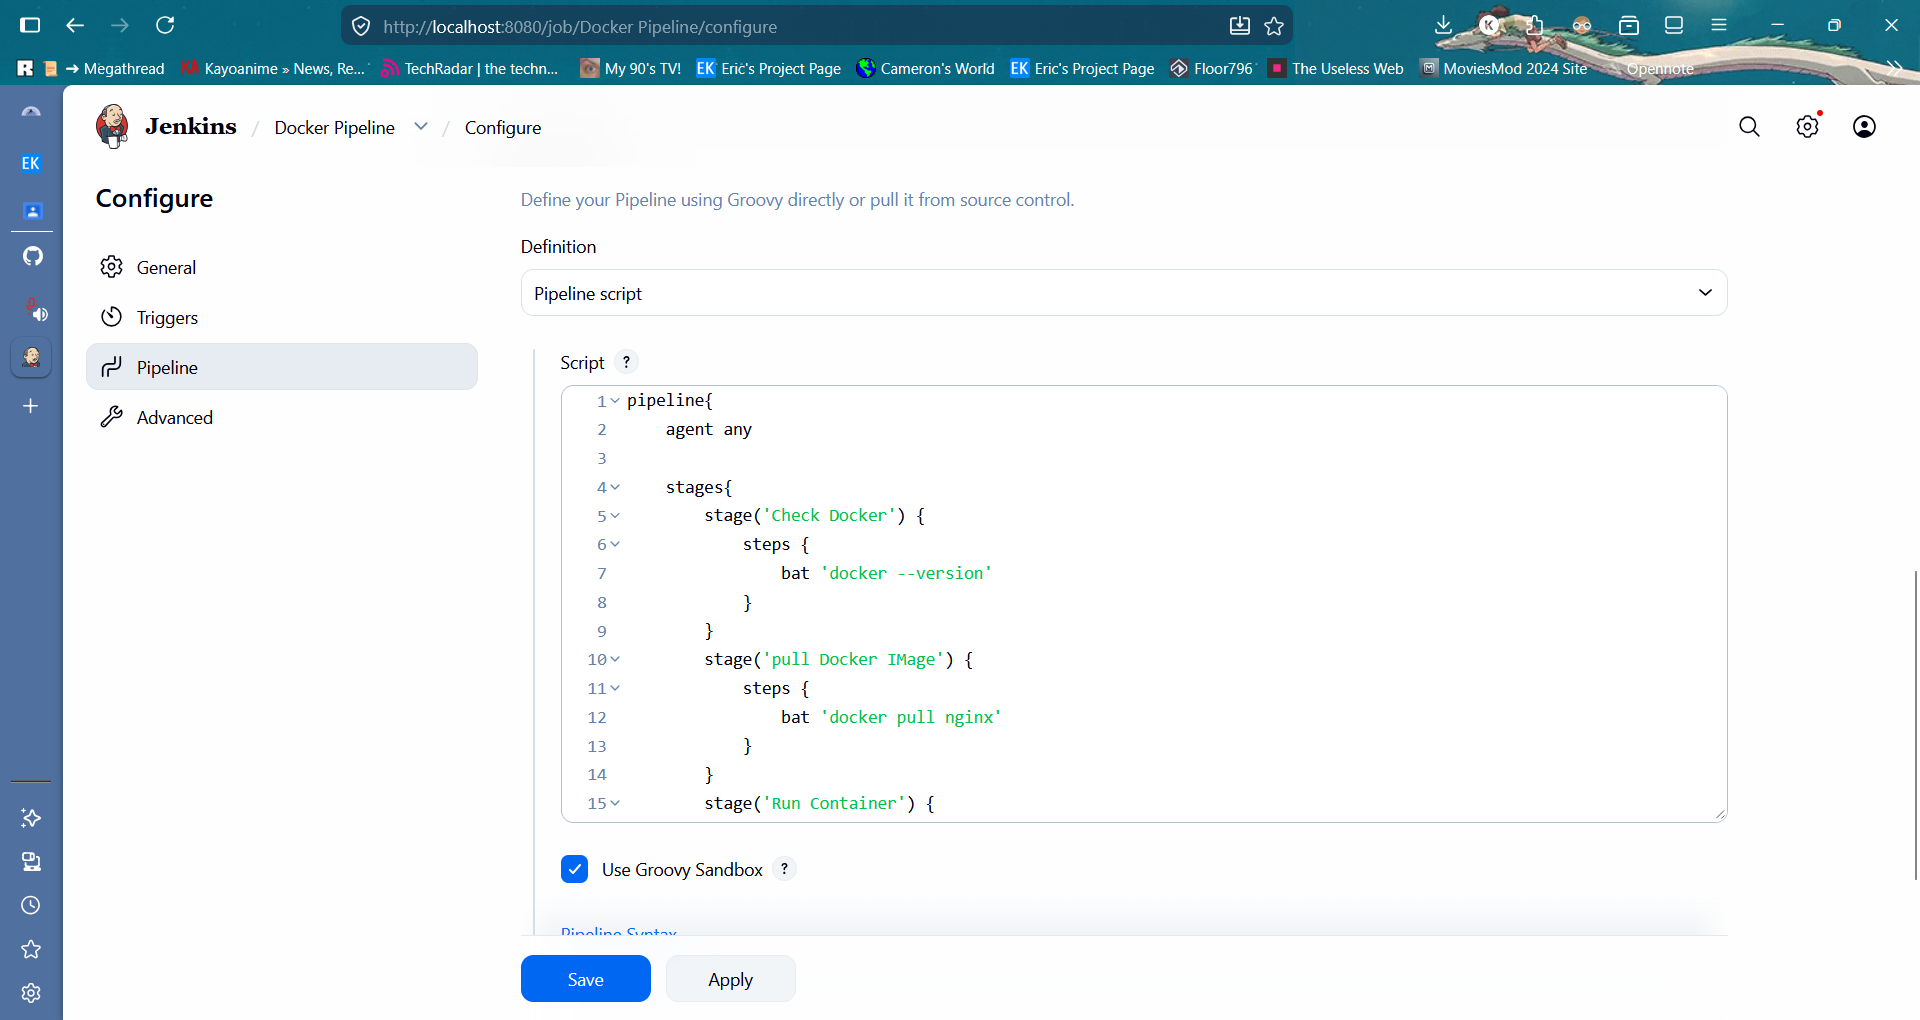 http://localhost:8080/job/Docker Pipeline/configure
K
R → Megathread KA Kayoanime » News, Re... TechRadar | the techn... My 90's TV! EK Eric's Project Page Cameron's World EK Eric's Project Page Floor796 The Useless Web M MoviesMod 2024 Site Opennote
EK
Jenkins / Docker Pipeline / Configure
Configure
General
Triggers
Pipeline
Advanced
Define your Pipeline using Groovy directly or pull it from source control.
Definition
Pipeline script
Script ?
1 pipeline{
2     agent any
3
4     stages{
5         stage('Check Docker') {
6             steps {
7                 bat 'docker --version'
8             }
9         }
10         stage('pull Docker IMage') {
11             steps {
12                 bat 'docker pull nginx'
13             }
14         }
15         stage('Run Container') {
Use Groovy Sandbox ?
Pipeline Syntax
Save
Apply